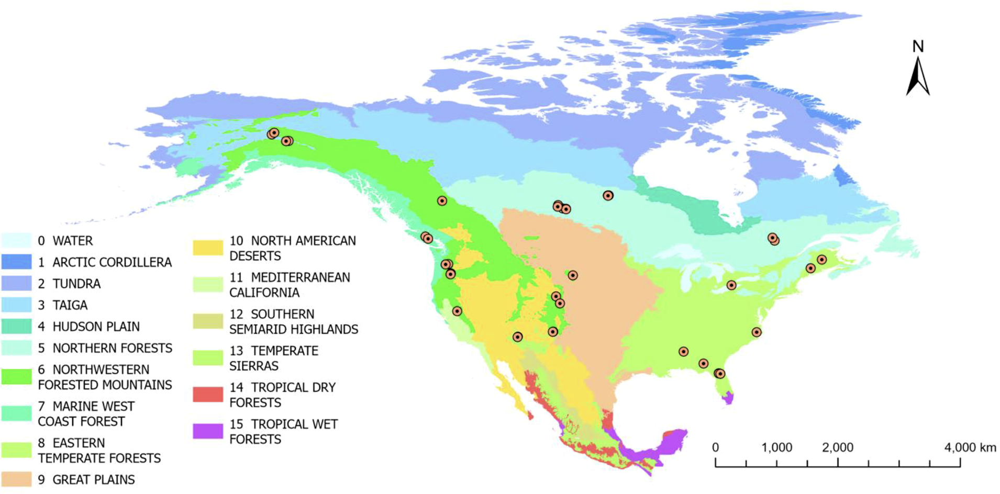 N
0 WATER
1 ARCTIC CORDILLERA
2 TUNDRA
3 TAIGA
4 HUDSON PLAIN
5 NORTHERN FORESTS
6 NORTHWESTERN
FORESTED MOUNTAINS
7 MARINE WEST
COAST FOREST
8 EASTERN
TEMPERATE FORESTS
9 GREAT PLAINS
10 NORTH AMERICAN
DESERTS
11 MEDITERRANEAN
CALIFORNIA
12 SOUTHERN
SEMIARID HIGHLANDS
13 TEMPERATE
SIERRAS
14 TROPICAL DRY
FORESTS
15 TROPICAL WET
FORESTS
0 1,000 2,000 4,000 km